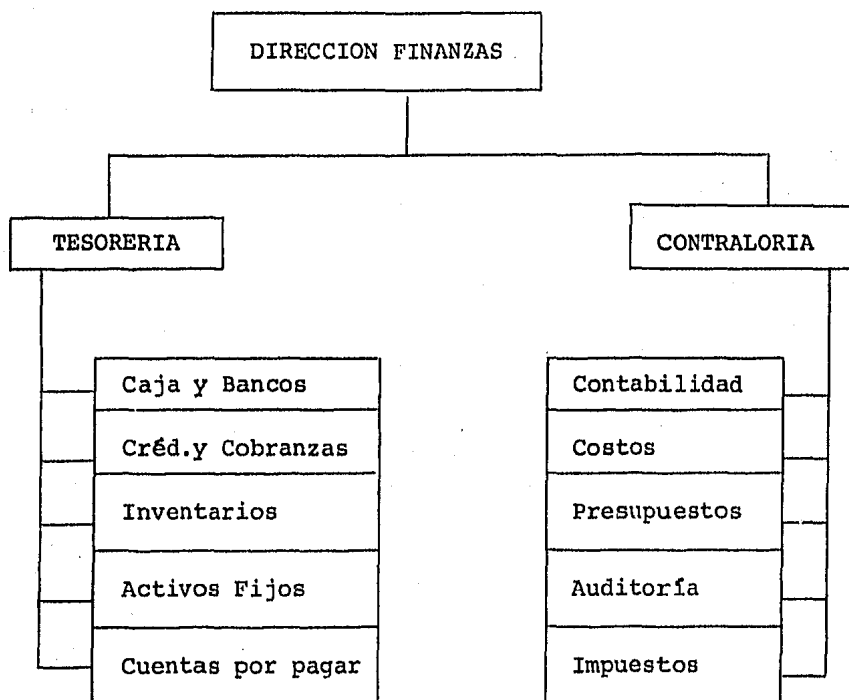 DIRECCION FINANZAS
TESORERIA
CONTRALORIA
Caja y Bancos
Créd.y Cobranzas
Inventarios
Activos Fijos
Cuentas por pagar
Contabilidad
Costos
Presupuestos
Auditoría
Impuestos